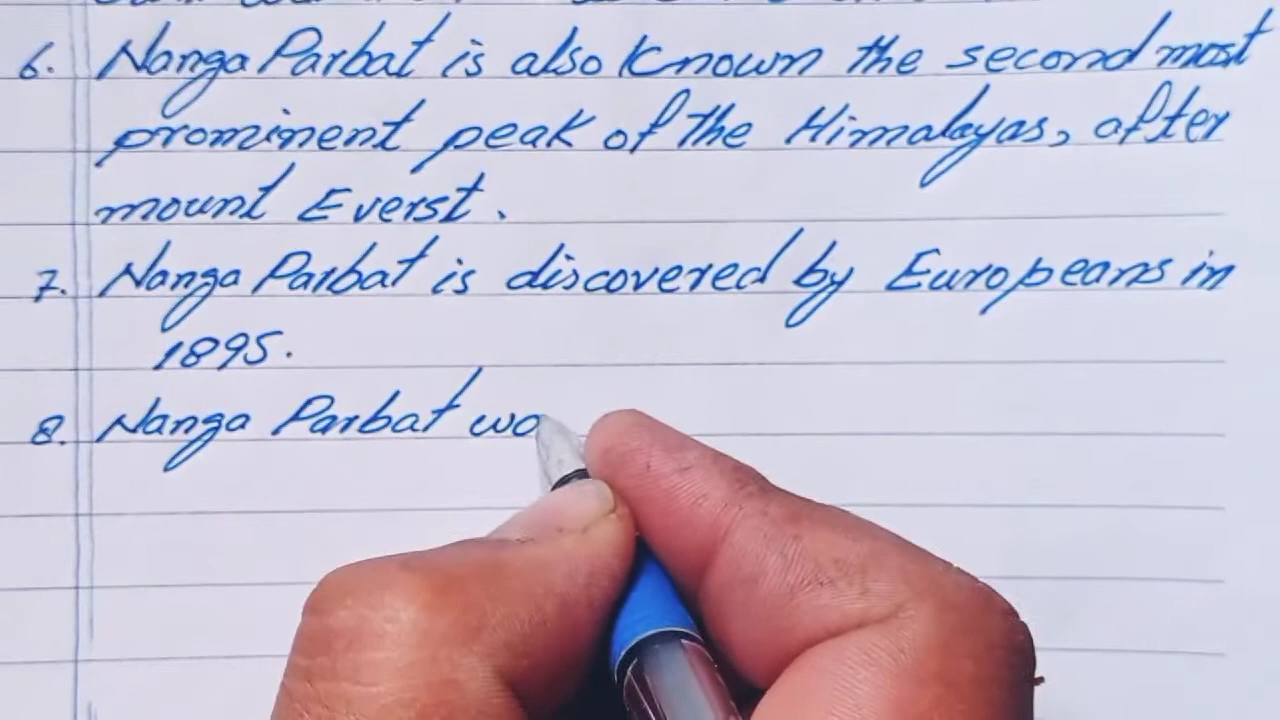 6. Nanga Parbat is also known the second most
prominent peak of the Himalayas, after
mount Everst.
7. Nanga Parbat is discovered by Europeans in
1895.
8. Nanga Parbat wa